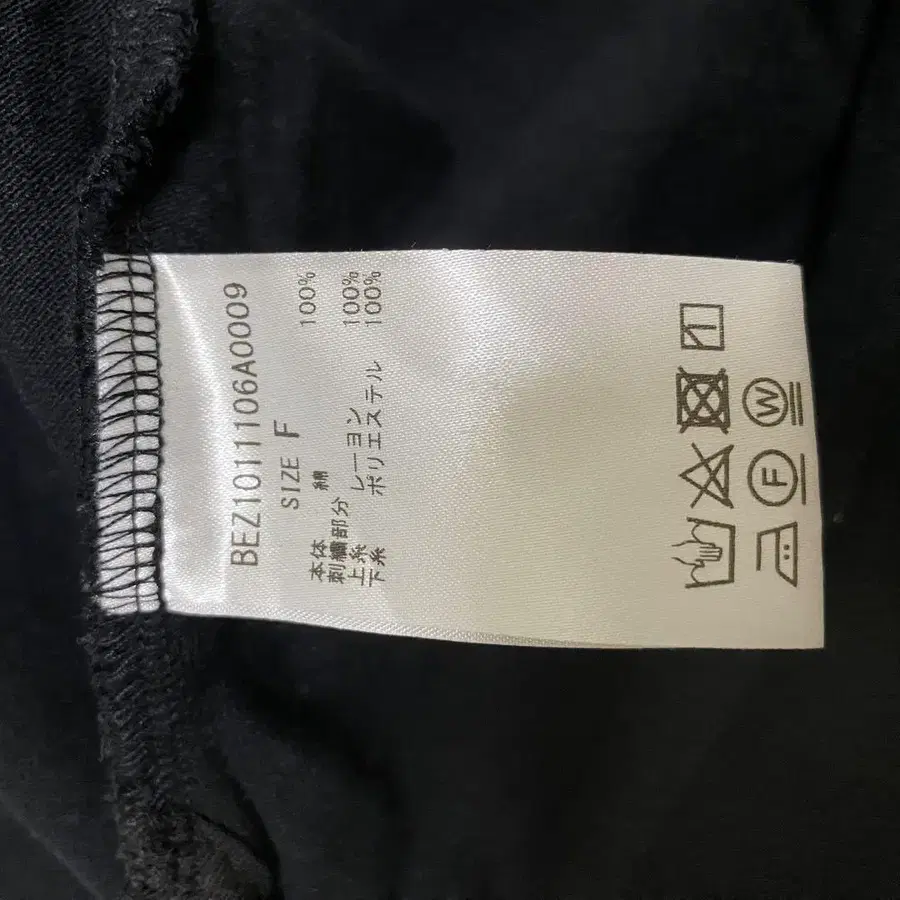 BEZ1011106A0009
SIZE F
本体 綿 100%
刺繍部分
上糸 レーヨン 100%
下糸 ポリエステル 100%
W
F